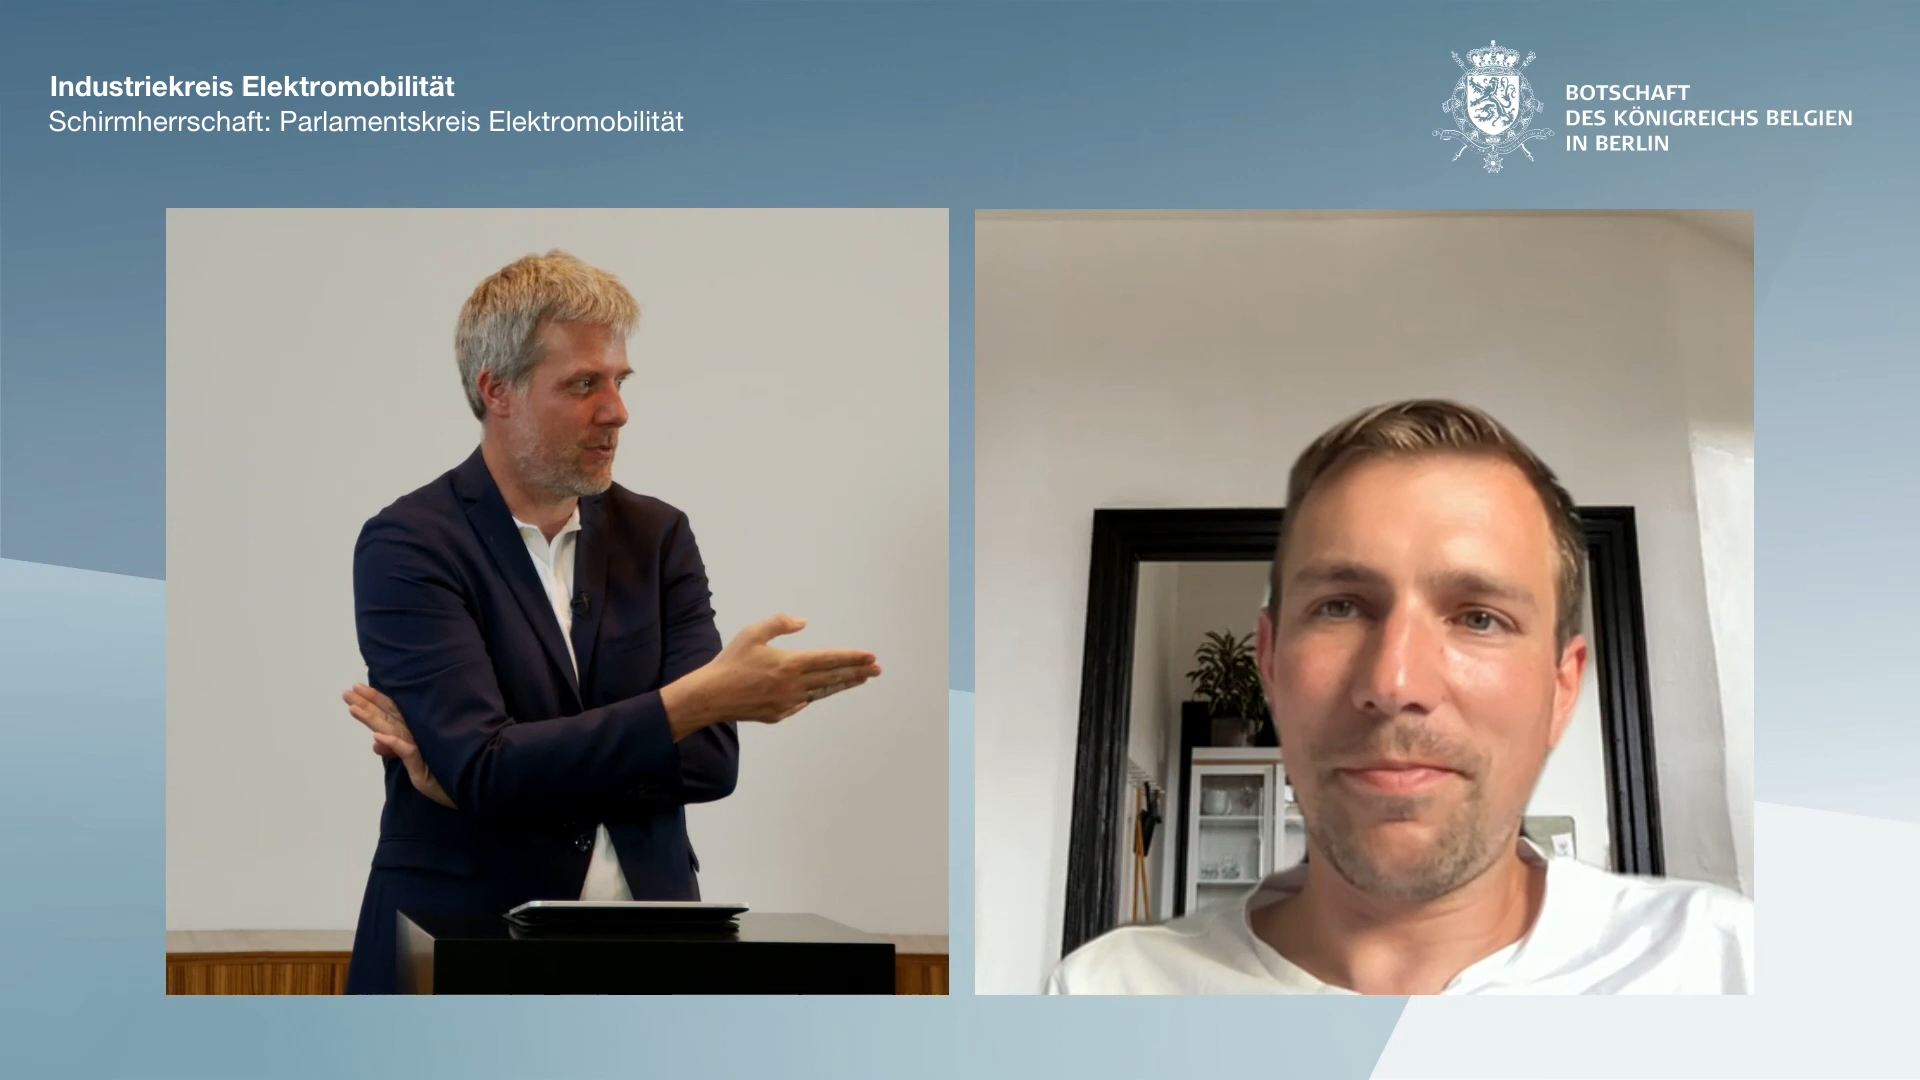 Industriekreis Elektromobilität
Schirmherrschaft: Parlamentskreis Elektromobilität
BOTSCHAFT
DES KÖNIGREICHS BELGIEN
IN BERLIN